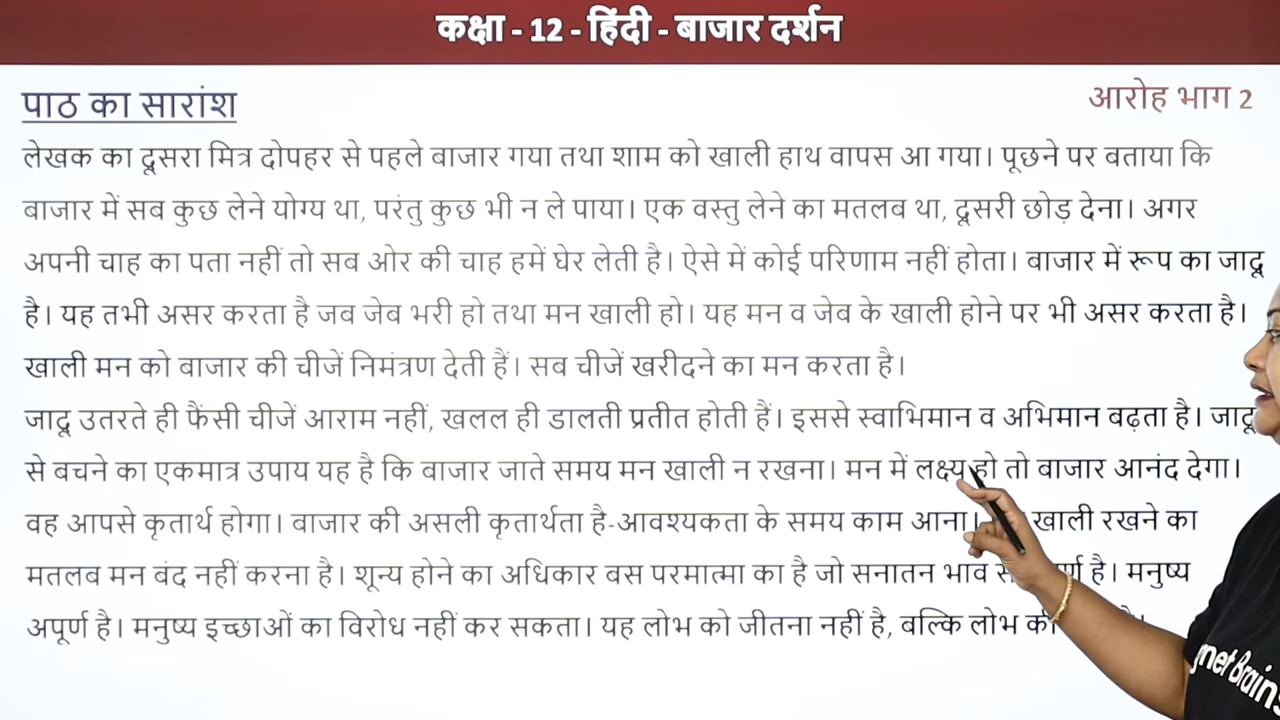 कक्षा - 12 - हिंदी - बाजार दर्शन
पाठ का सारांश
आरोह भाग 2
लेखक का दूसरा मित्र दोपहर से पहले बाजार गया तथा शाम को खाली हाथ वापस आ गया। पूछने पर बताया कि
बाजार में सब कुछ लेने योग्य था, परंतु कुछ भी न ले पाया। एक वस्तु लेने का मतलब था, दूसरी छोड़ देना। अगर
अपनी चाह का पता नहीं तो सब ओर की चाह हमें घेर लेती है। ऐसे में कोई परिणाम नहीं होता। बाजार में रूप का जादू
है। यह तभी असर करता है जब जेब भरी हो तथा मन खाली हो। यह मन व जेब के खाली होने पर भी असर करता है।
खाली मन को बाजार की चीजें निमंत्रण देती हैं। सब चीजें खरीदने का मन करता है।
जादू उतरते ही फैंसी चीजें आराम नहीं, खलल ही डालती प्रतीत होती हैं। इससे स्वाभिमान व अभिमान बढ़ता है। जादू
से बचने का एकमात्र उपाय यह है कि बाजार जाते समय मन खाली न रखना। मन में लक्ष्य हो तो बाजार आनंद देगा।
वह आपसे कृतार्थ होगा। बाजार की असली कृतार्थता है-आवश्यकता के समय काम आना। खाली रखने का
मतलब मन बंद नहीं करना है। शून्य होने का अधिकार बस परमात्मा का है जो सनातन भाव है। मनुष्य
अपूर्ण है। मनुष्य इच्छाओं का विरोध नहीं कर सकता। यह लोभ को जीतना नहीं है, बल्कि लोभ की
gnet Brains